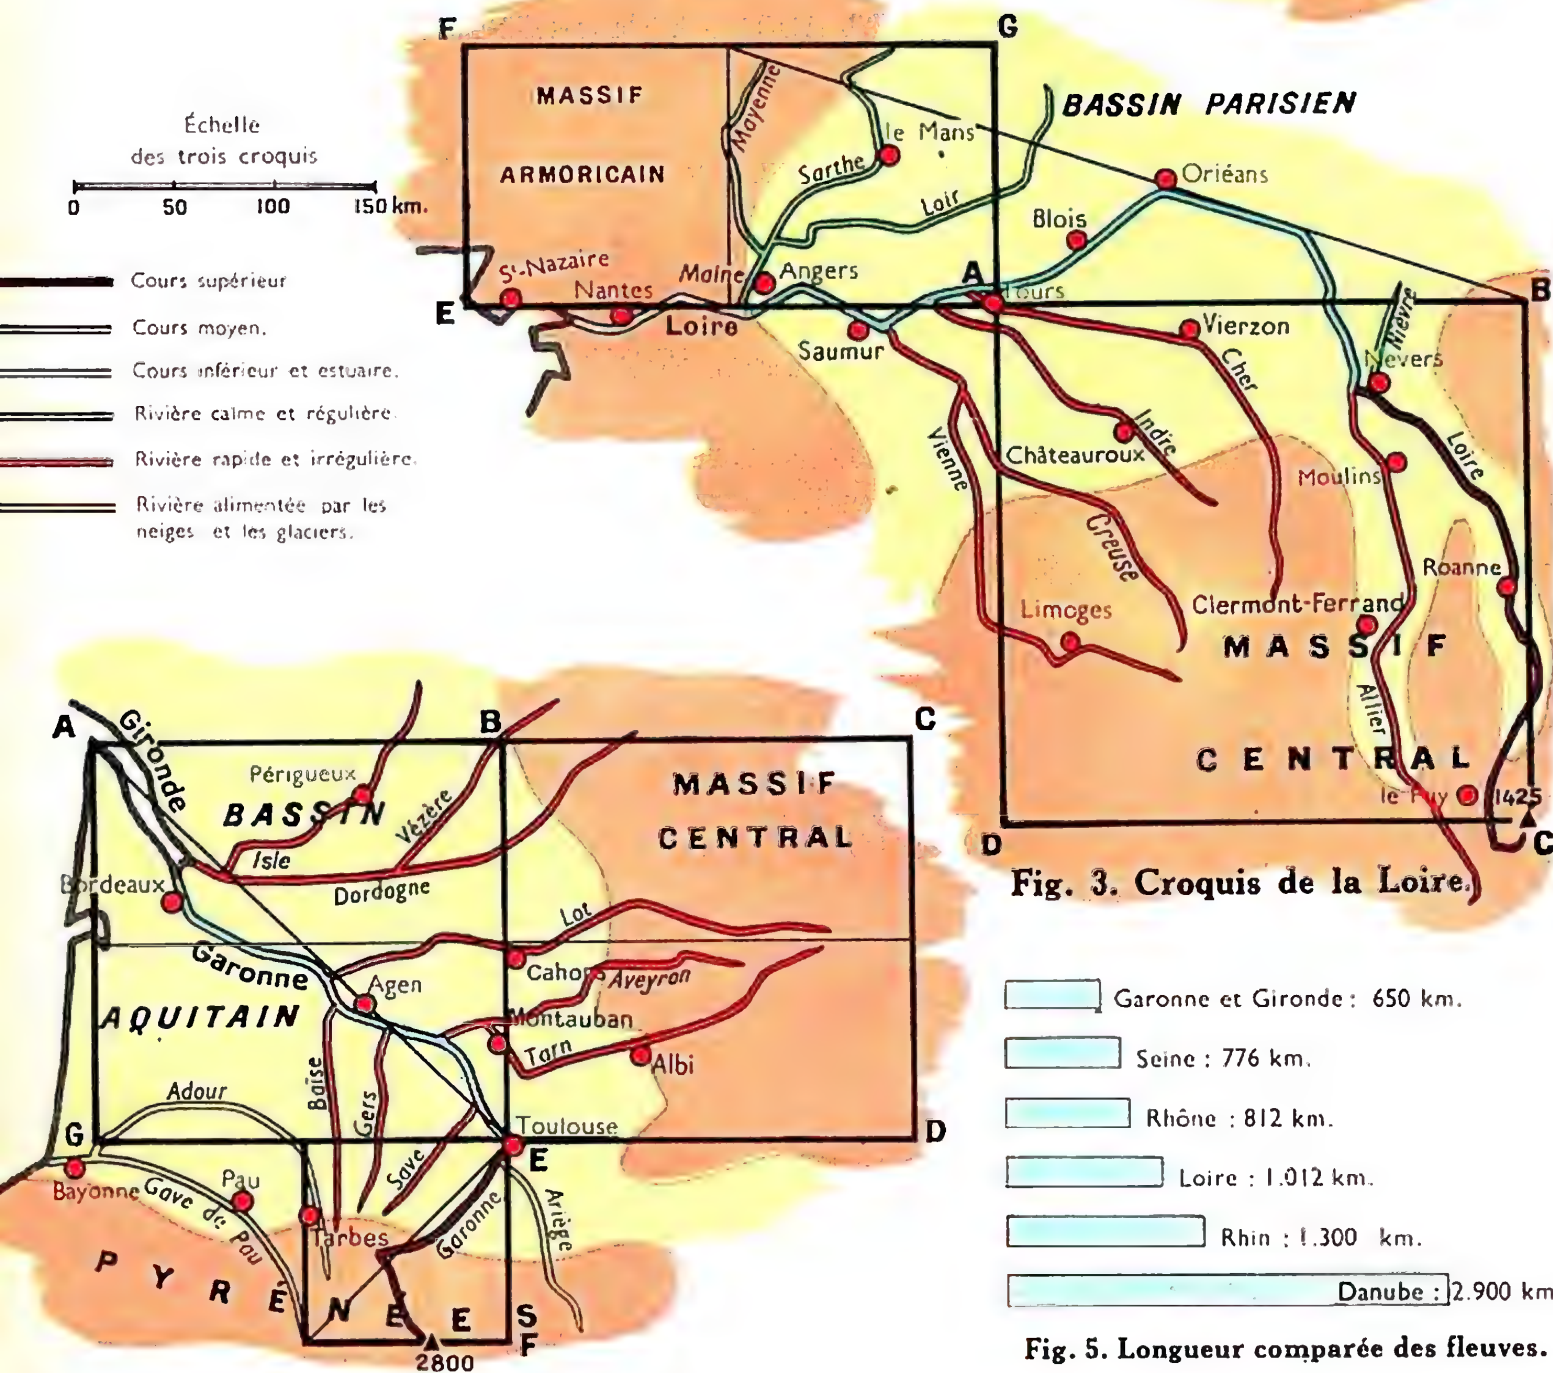 Échelle
des trois croquis
0 50 100 150 km.
Cours supérieur
Cours moyen.
Cours inférieur et estuaire.
Rivière calme et régulière.
Rivière rapide et irrégulière.
Rivière alimentée par les
neiges et les glaciers.
F
G
MASSIF
ARMORICAIN
BASSIN PARISIEN
Mayenne
le Mans
Sarthe
Loir
Orléans
Blois
St-Nazaire
Nantes
Maine
Angers
A
Tours
B
E
Loire
Saumur
Vierzon
Cher
Nièvre
Nevers
Vienne
Indre
Châteauroux
Loire
Moulins
Creuse
Roanne
Limoges
Clermont-Ferrand
MASSIF
Allier
CENTRAL
le Puy
1425
D
C
Fig. 3. Croquis de la Loire.
A
Gironde
B
C
Périgueux
BASSIN
Vézère
MASSIF
CENTRAL
Isle
Dordogne
Bordeaux
Lot
Garonne
Cahors
Aveyron
Agen
AQUITAIN
Montauban
Tarn
Albi
Baïse
Adour
Gers
G
Toulouse
D
E
Save
Bayonne
Gave de Pau
Pau
Tarbes
Garonne
Ariège
PYRÉNÉES
F
2800
Garonne et Gironde : 650 km.
Seine : 776 km.
Rhône : 812 km.
Loire : 1.012 km.
Rhin : 1.300 km.
Danube : 2.900 km
Fig. 5. Longueur comparée des fleuves.